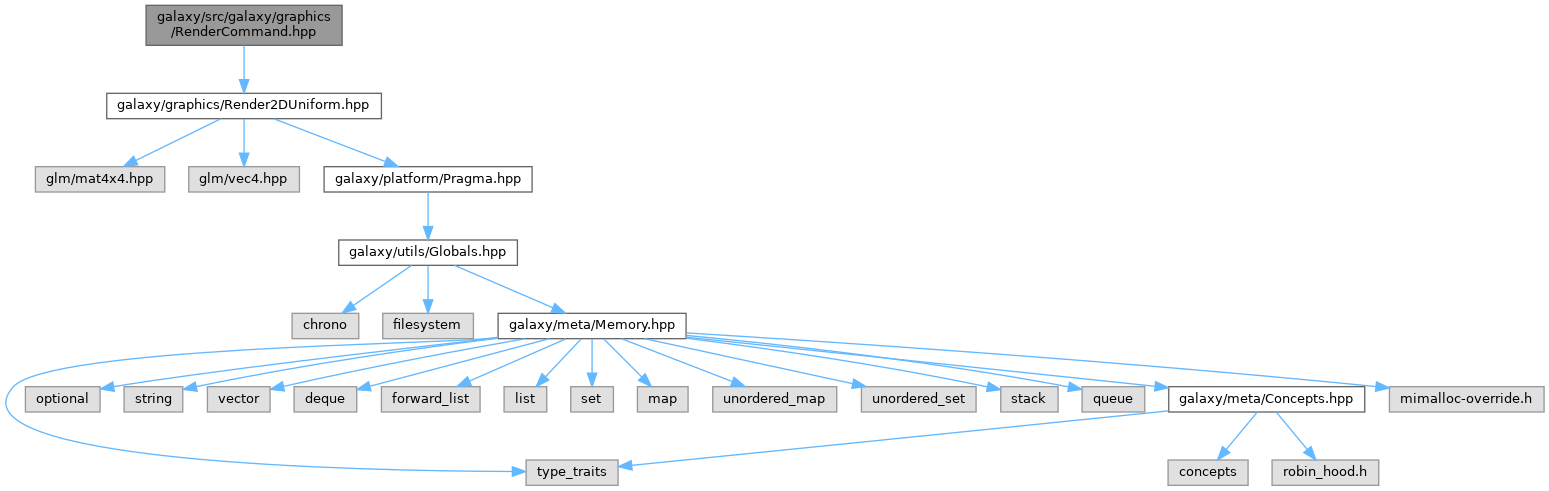 galaxy/src/galaxy/graphics
/RenderCommand.hpp
galaxy/graphics/Render2DUniform.hpp
glm/mat4x4.hpp
glm/vec4.hpp
galaxy/platform/Pragma.hpp
galaxy/utils/Globals.hpp
chrono
filesystem
galaxy/meta/Memory.hpp
optional
string
vector
deque
forward_list
list
set
map
unordered_map
unordered_set
stack
queue
galaxy/meta/Concepts.hpp
mimalloc-override.h
type_traits
concepts
robin_hood.h